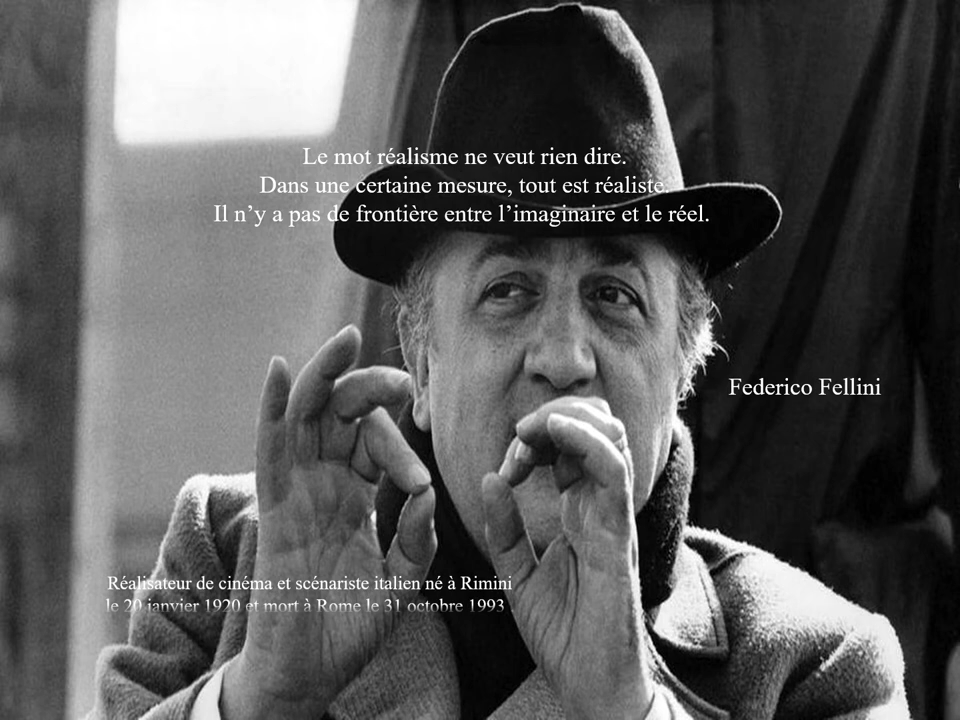 Le mot réalisme ne veut rien dire.
Dans une certaine mesure, tout est réaliste.
Il n’y a pas de frontière entre l’imaginaire et le réel.
Federico Fellini
Réalisateur de cinéma et scénariste italien né à Rimini
le 20 janvier 1920 et mort à Rome le 31 octobre 1993